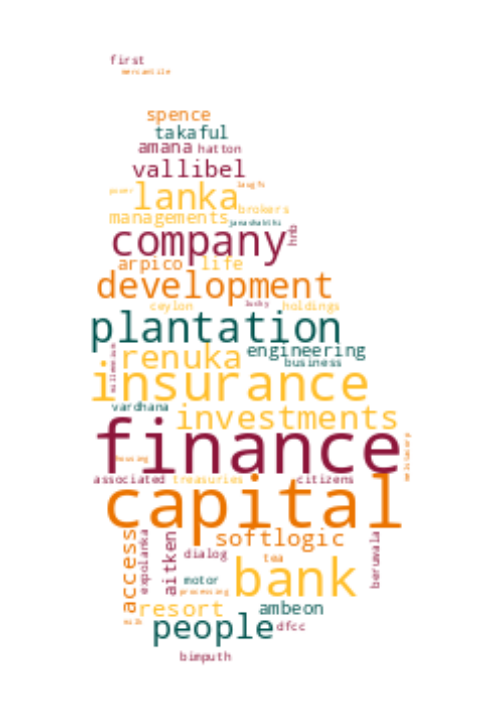 first
mercantile
spence
takaful
amana hatton
vallibel
power lanka laugfs
managements brokers
janashakthi
company hnb
arpico life
development
ceylon lucky holdings
plantation
millennium renuka engineering
business
insurance
vardhana investments
finance
housing
associated treasuries citizens
capital
access expolanka aitken softlogic beruwala
dialog tea
bank
motor
processing
resort ambeon
milk people dfcc
bimputh